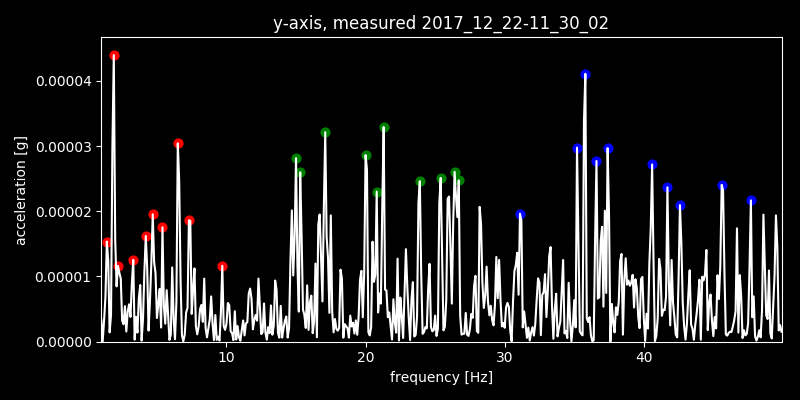 y-axis, measured 2017_12_22-11_30_02
acceleration [g]
0.00004
0.00003
0.00002
0.00001
0.00000
10 20 30 40
frequency [Hz]